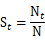 Sₜ = Nₜ/N